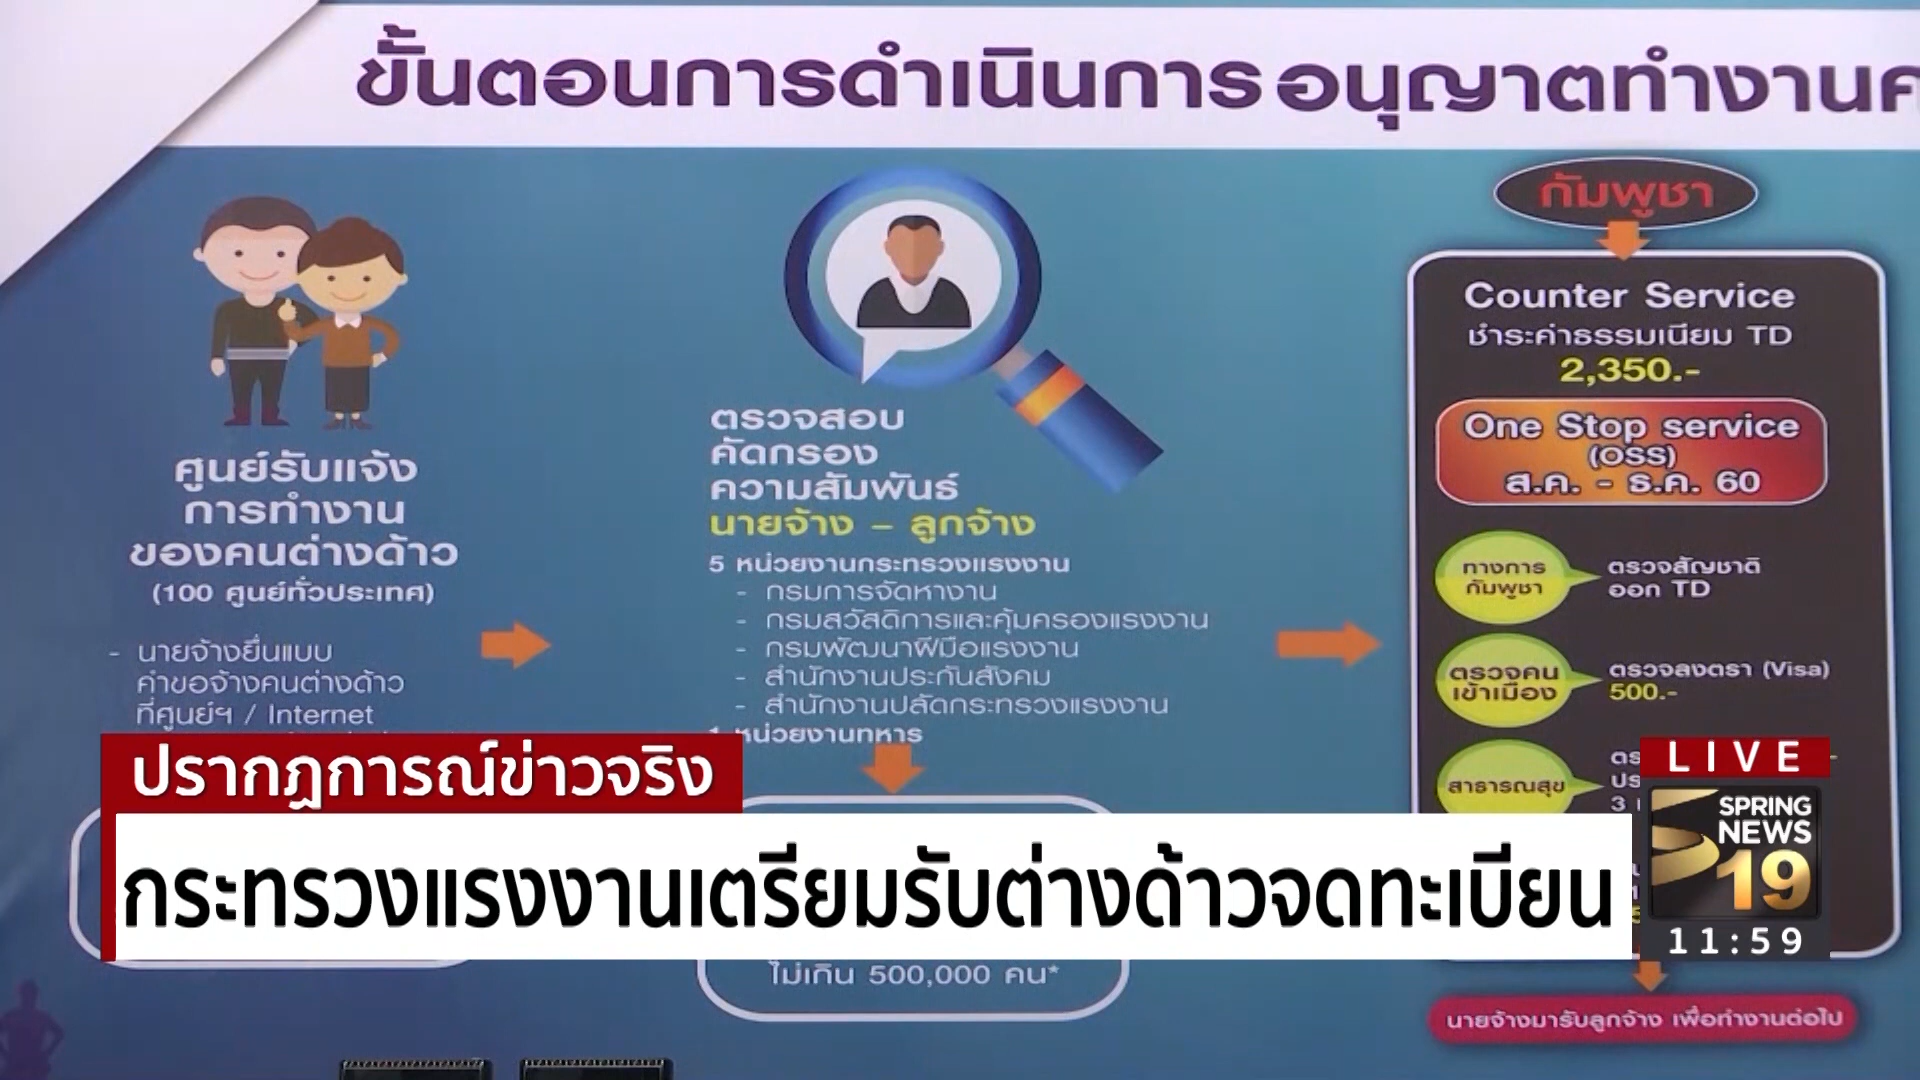 ขั้นตอนการดำเนินการ อนุญาตทำงานค
ศูนย์รับแจ้ง
การทำงาน
ของคนต่างด้าว
(100 ศูนย์ทั่วประเทศ)
- นายจ้างยื่นแบบ
คำขอจ้างคนต่างด้าว
ที่ศูนย์ฯ / Internet
ตรวจสอบ
คัดกรอง
ความสัมพันธ์
นายจ้าง – ลูกจ้าง
5 หน่วยงานกระทรวงแรงงาน
- กรมการจัดหางาน
- กรมสวัสดิการและคุ้มครองแรงงาน
- กรมพัฒนาฝีมือแรงงาน
- สำนักงานประกันสังคม
- สำนักงานปลัดกระทรวงแรงงาน
1 หน่วยงานทหาร
ไม่เกิน 500,000 คน*
กัมพูชา
Counter Service
ชำระค่าธรรมเนียม TD
2,350.-
One Stop service
(OSS)
ส.ค. - ธ.ค. 60
ทางการ
กัมพูชา
ตรวจสัญชาติ
ออก TD
ตรวจคน
เข้าเมือง
ตรวจลงตรา (Visa)
500.-
สาธารณสุข
ตร
ปร
3
นายจ้างมารับลูกจ้าง เพื่อทำงานต่อไป
ปรากฏการณ์ข่าวจริง
กระทรวงแรงงานเตรียมรับต่างด้าวจดทะเบียน
LIVE
SPRING
NEWS
19
11:59